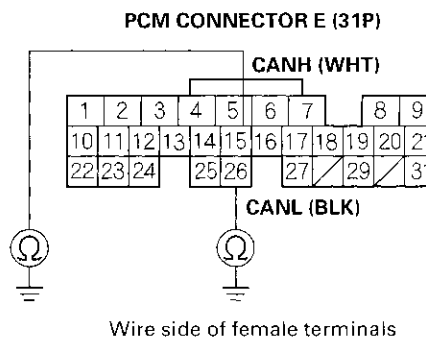 PCM CONNECTOR E (31P)
CANH (WHT)
1 2 3 4 5 6 7 8 9
10 11 12 13 14 15 16 17 18 19 20 21
22 23 24 25 26 27 29 31
CANL (BLK)
Ω Ω
Wire side of female terminals